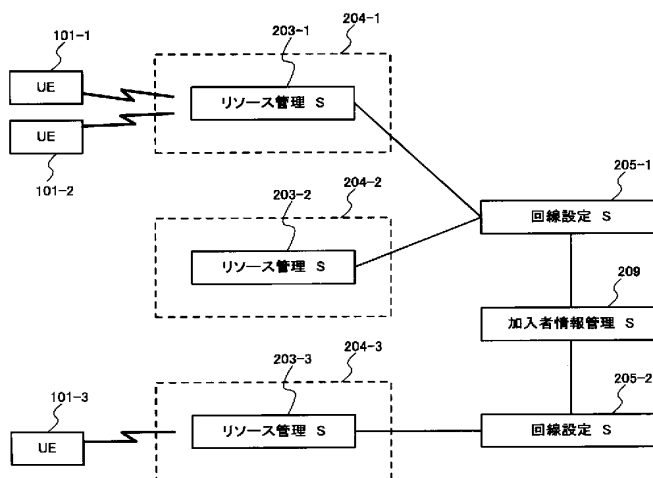 204-1
203-1
101-1
UE
リソース管理 S
UE
101-2
204-2
203-2
205-1
回線設定 S
リソース管理 S
209
加入者情報管理 S
204-3
203-3
205-2
101-3
リソース管理 S
回線設定 S
UE